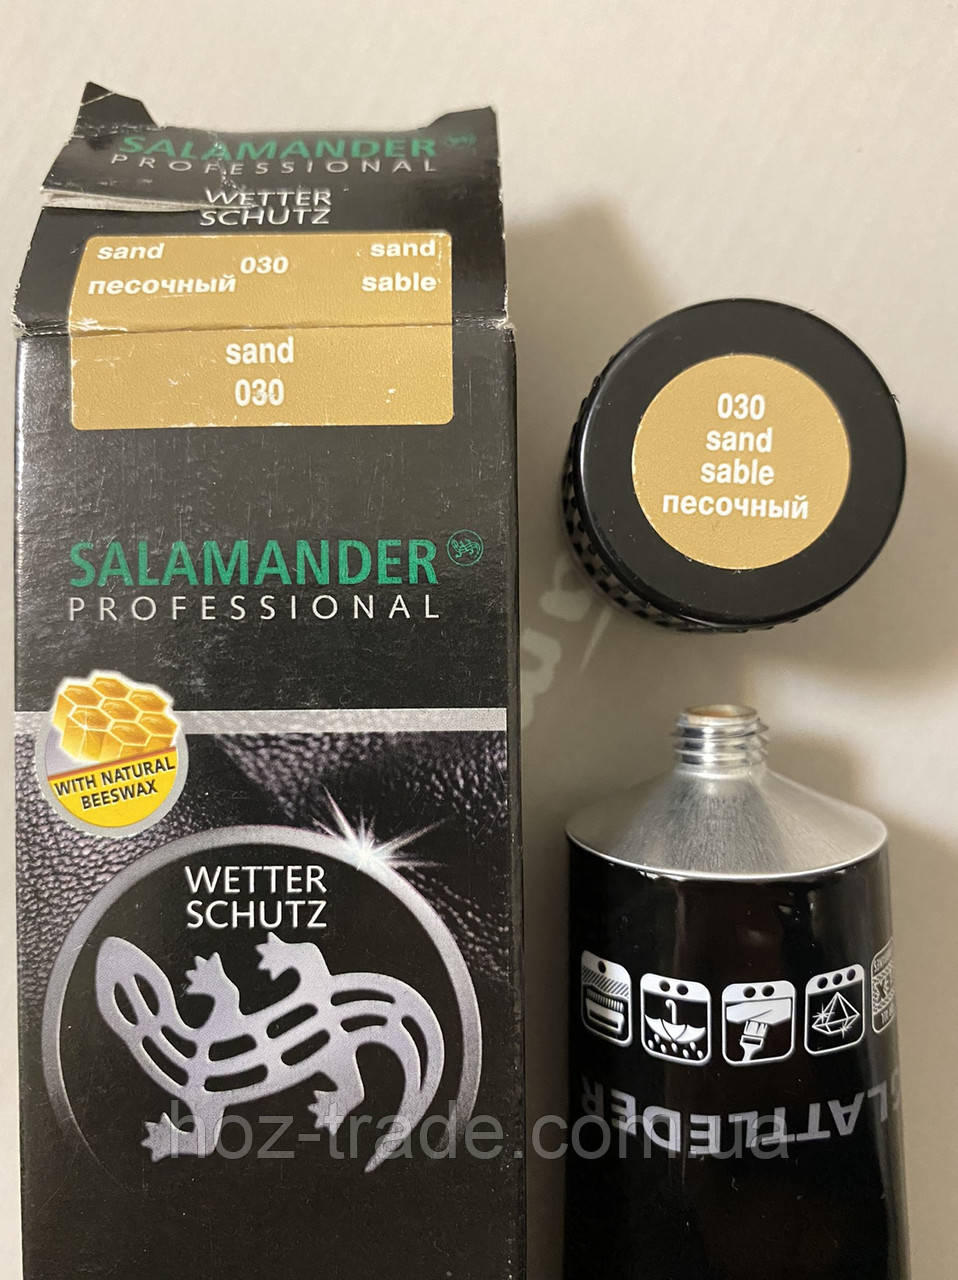 SALAMANDER
PROFESSIONAL
WETTER
SCHUTZ
sand 030 sand
песочный sable
sand
030
SALAMANDER
PROFESSIONAL
WITH NATURAL
BEESWAX
WETTER
SCHUTZ
030
sand
sable
песочный
GLATTLEDER
hoz-trade.com.ua